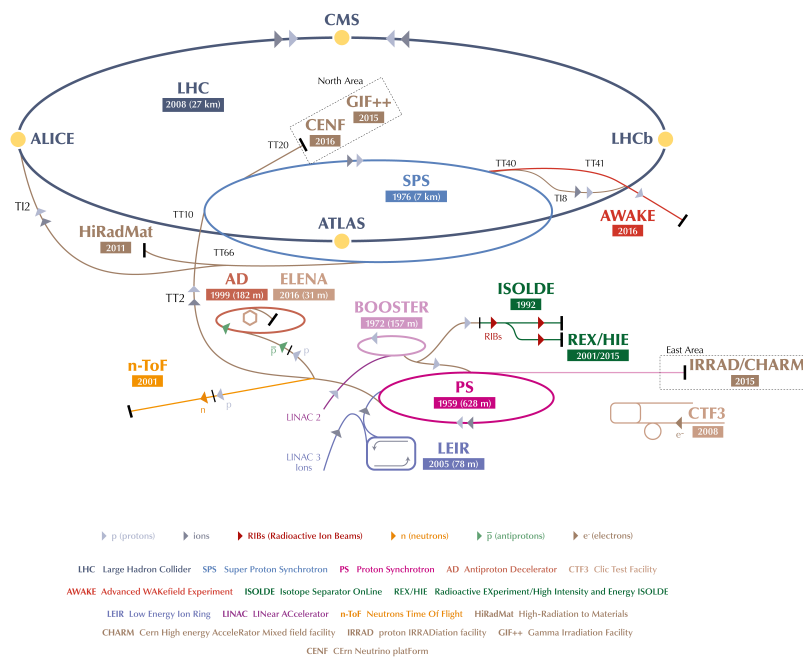 CMS
North Area
LHC
2008 (27 km)
GIF++
2015
CENF
2016
ALICE
LHCb
TT20
TT40
TT41
SPS
1976 (7 km)
TI2
TI8
TT10
ATLAS
AWAKE
2016
HiRadMat
2011
TT66
AD
1999 (182 m)
ELENA
2016 (31 m)
TT2
ISOLDE
1992
BOOSTER
1972 (157 m)
RIBs
REX/HIE
2001/2015
p̅
p
East Area
n-ToF
2001
IRRAD/CHARM
2015
PS
1959 (628 m)
n
p
LINAC 2
CTF3
2008
e-
LINAC 3
Ions
LEIR
2005 (78 m)
p (protons)
ions
RIBs (Radioactive Ion Beams)
n (neutrons)
p̅ (antiprotons)
e- (electrons)
LHC Large Hadron Collider SPS Super Proton Synchrotron PS Proton Synchrotron AD Antiproton Decelerator CTF3 Clic Test Facility
AWAKE Advanced WAKefield Experiment ISOLDE Isotope Separator OnLine REX/HIE Radioactive EXperiment/High Intensity and Energy ISOLDE
LEIR Low Energy Ion Ring LINAC LINear ACcelerator n-ToF Neutrons Time Of Flight HiRadMat High-Radiation to Materials
CHARM Cern High energy AcceleRator Mixed field facility IRRAD proton IRRADiation facility GIF++ Gamma Irradiation Facility
CENF CErn Neutrino platForm